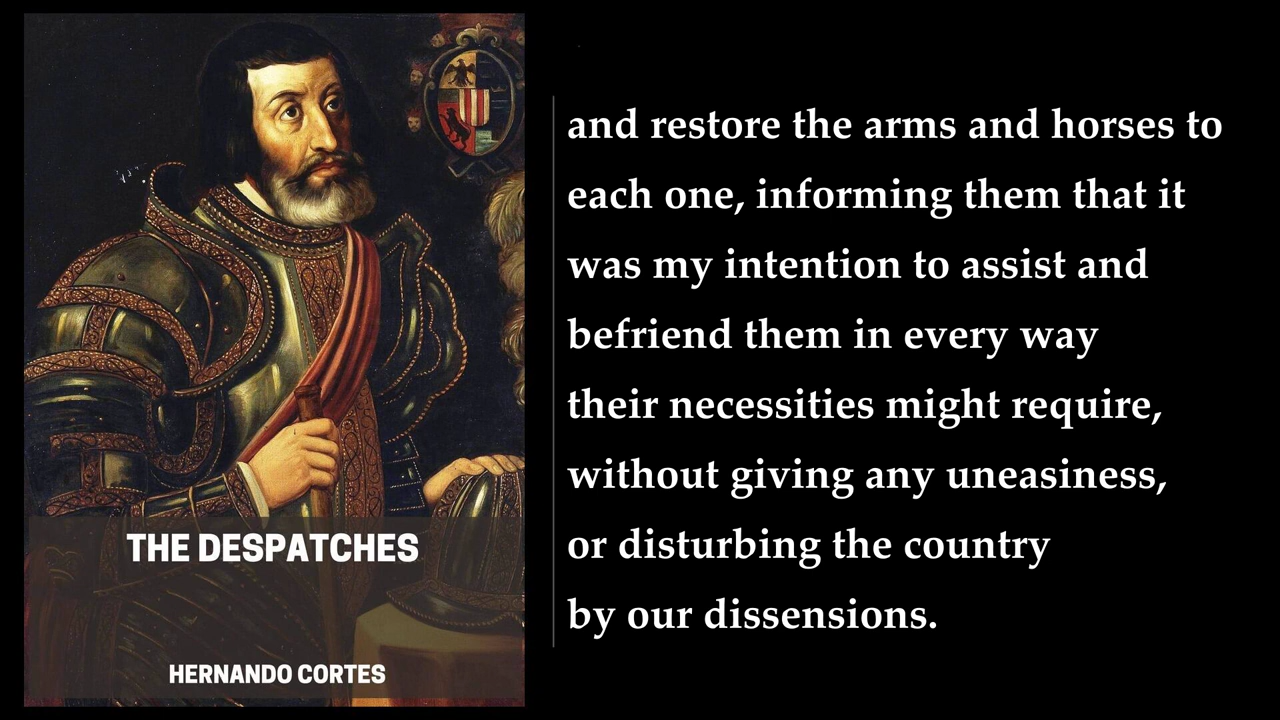 THE DESPATCHES
HERNANDO CORTES
and restore the arms and horses to
each one, informing them that it
was my intention to assist and
befriend them in every way
their necessities might require,
without giving any uneasiness,
or disturbing the country
by our dissensions.